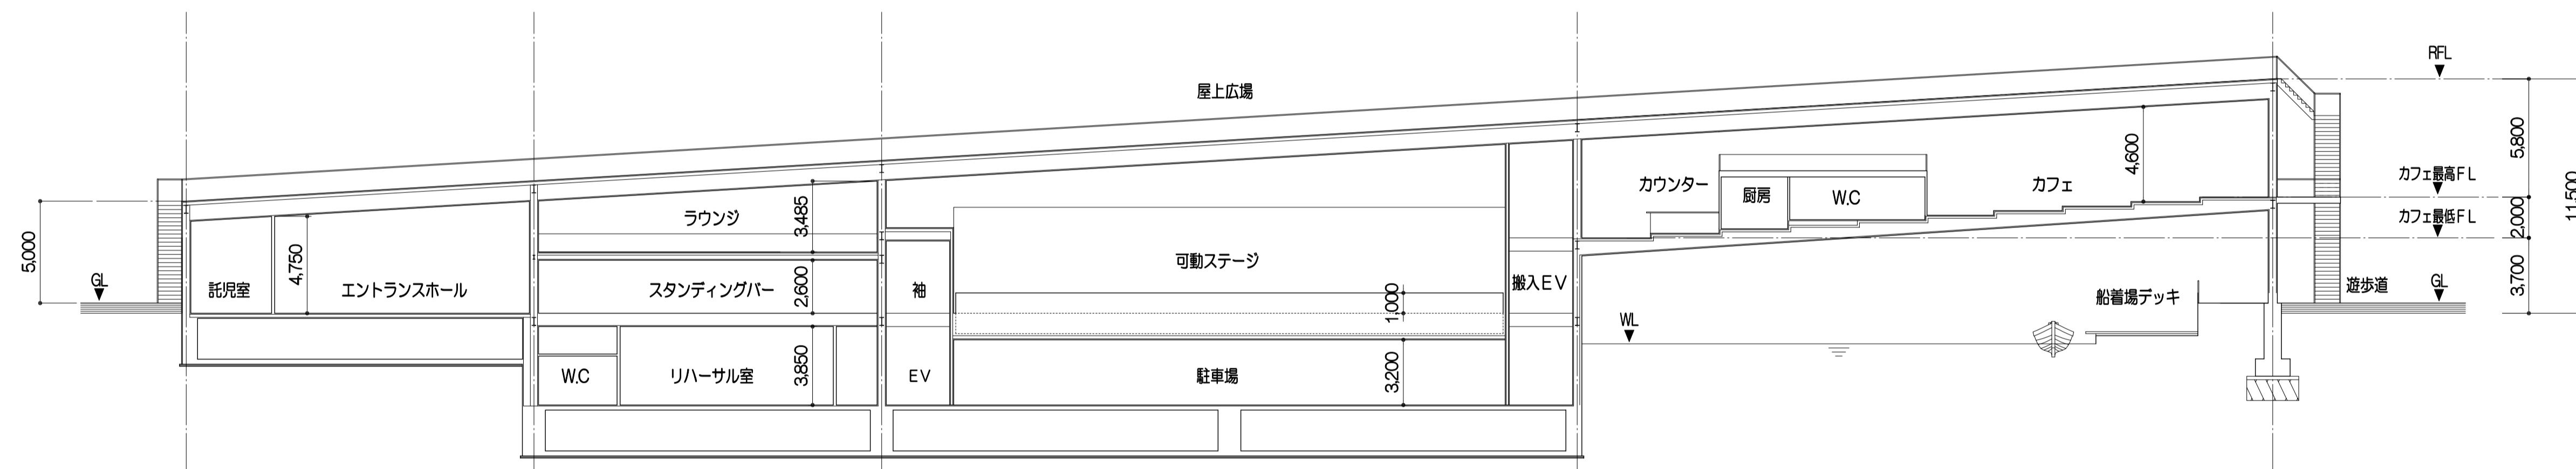 屋上広場
RFL
5,800
カフェ最高FL
2,000
カフェ最低FL
3,700
11,500
GL
遊歩道
5,000
GL
託児室
4,750
エントランスホール
ラウンジ
3,485
スタンディングバー
2,600
W.C
リハーサル室
3,850
袖
EV
可動ステージ
1,000
駐車場
3,200
搬入EV
カウンター
厨房
W.C
カフェ
4,600
WL
船着場デッキ